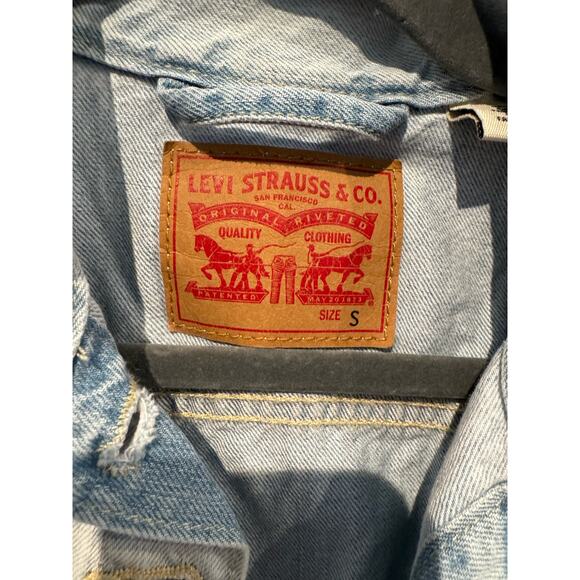 LEVI STRAUSS & CO.
SAN FRANCISCO
CAL.
ORIGINAL RIVETED
QUALITY CLOTHING
PATENTED MAY 20 1873
SIZE S